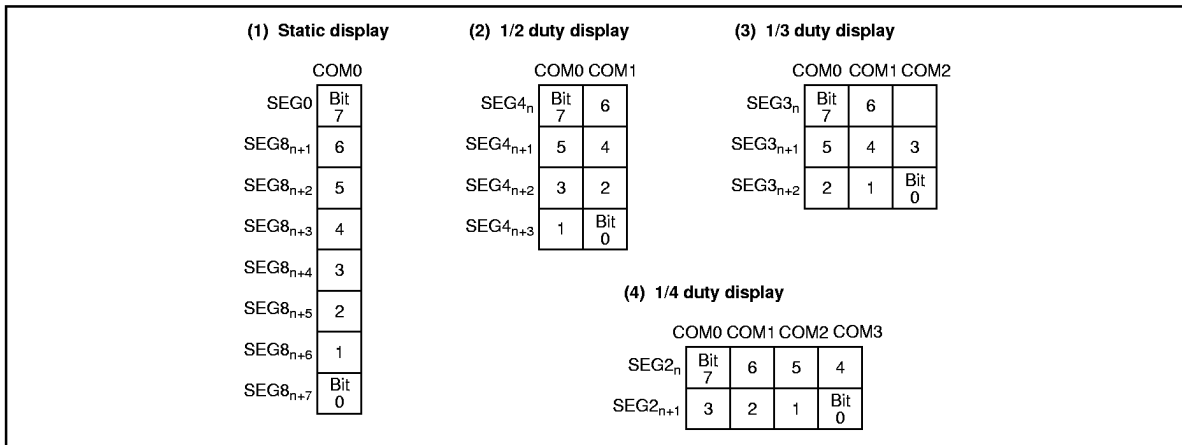 (1) Static display
COM0
SEG0 Bit 7
SEG8n+1 6
SEG8n+2 5
SEG8n+3 4
SEG8n+4 3
SEG8n+5 2
SEG8n+6 1
SEG8n+7 Bit 0
(2) 1/2 duty display
COM0 COM1
SEG4n Bit 7 6
SEG4n+1 5 4
SEG4n+2 3 2
SEG4n+3 1 Bit 0
(3) 1/3 duty display
COM0 COM1 COM2
SEG3n Bit 7 6
SEG3n+1 5 4 3
SEG3n+2 2 1 Bit 0
(4) 1/4 duty display
COM0 COM1 COM2 COM3
SEG2n Bit 7 6 5 4
SEG2n+1 3 2 1 Bit 0